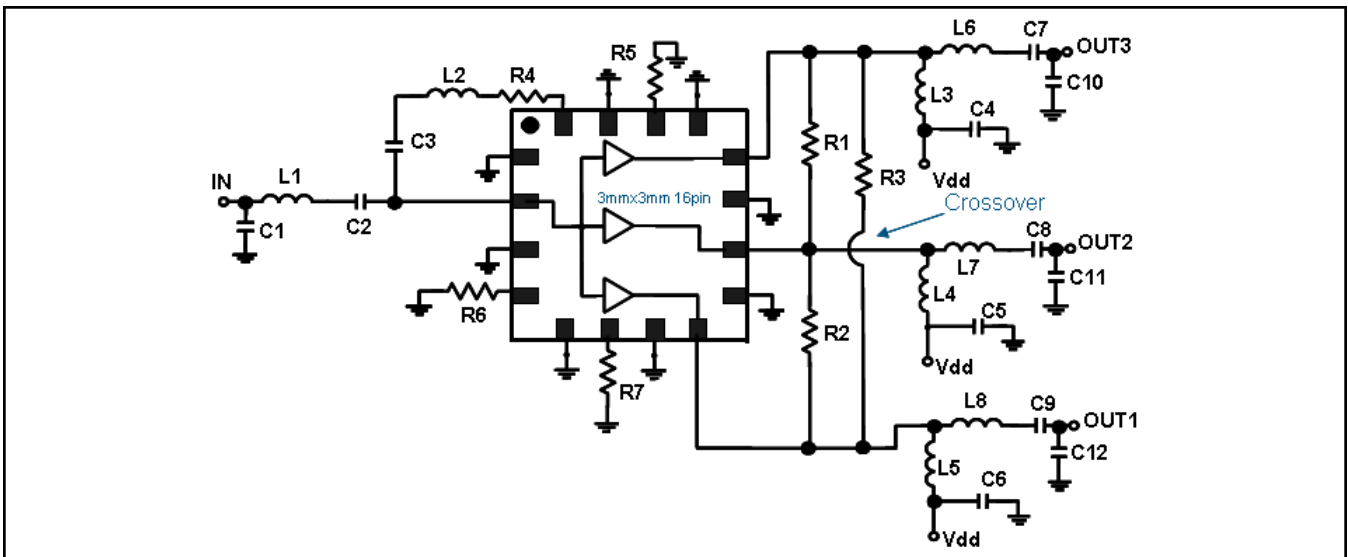 L6
C7
OUT3
R5
L2
R4
C10
L3
C4
C3
R1
R3
Vdd
IN
L1
3mmx3mm 16pin
Crossover
C1
C2
C8
OUT2
L7
C11
L4
R6
R2
C5
R7
Vdd
L8
C9
OUT1
C12
L5
C6
Vdd